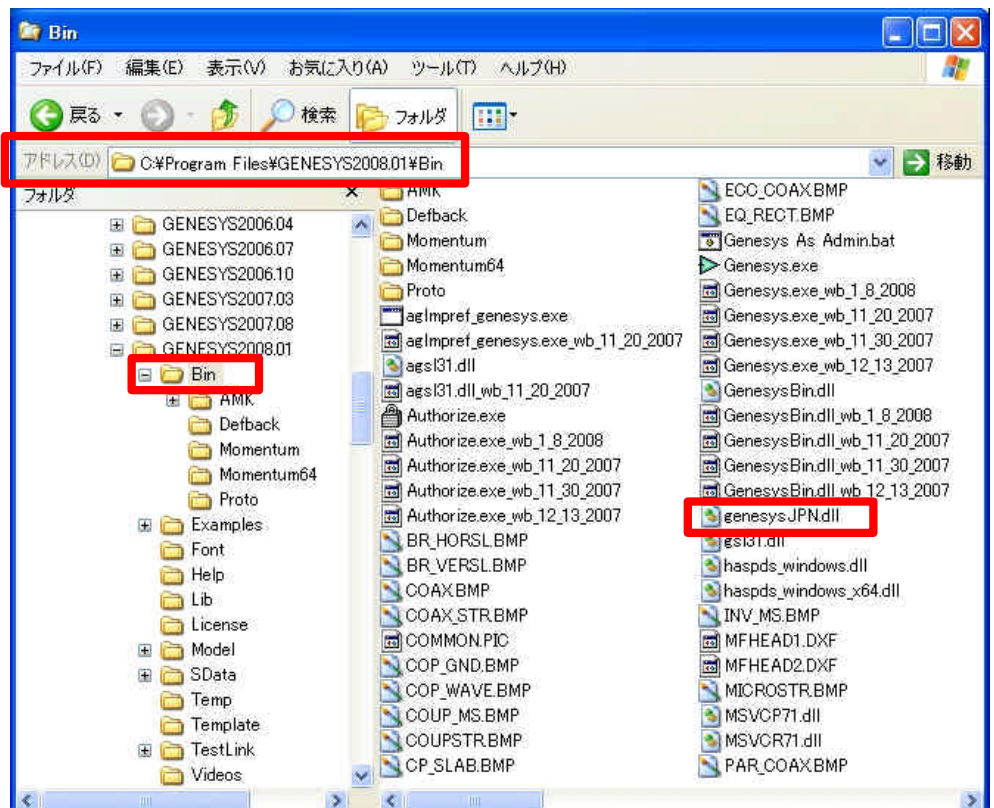 Bin
ファイル(F) 編集(E) 表示(V) お気に入り(A) ツール(T) ヘルプ(H)
戻る 検索 フォルダ
アドレス(D) C:¥Program Files¥GENESYS2008.01¥Bin 移動
フォルダ
GENESYS2006.04
GENESYS2006.07
GENESYS2006.10
GENESYS2007.03
GENESYS2007.08
GENESYS2008.01
Bin
AMK
Defback
Momentum
Momentum64
Proto
Examples
Font
Help
Lib
License
Model
SData
Temp
Template
TestLink
Videos
AMK
Defback
Momentum
Momentum64
Proto
agImpref_genesys.exe
agImpref_genesys.exe_wb_11_20_2007
agsl31.dll
agsl31.dll_wb_11_20_2007
Authorize.exe
Authorize.exe_wb_1_8_2008
Authorize.exe_wb_11_20_2007
Authorize.exe_wb_11_30_2007
Authorize.exe_wb_12_13_2007
BR_HORSL.BMP
BR_VERSL.BMP
COAX.BMP
COAX_STR.BMP
COMMON.PIC
COP_GND.BMP
COP_WAVE.BMP
COUP_MS.BMP
COUPSTR.BMP
CP_SLAB.BMP
ECC_COAX.BMP
EQ_RECT.BMP
Genesys As Admin.bat
Genesys.exe
Genesys.exe_wb_1_8_2008
Genesys.exe_wb_11_20_2007
Genesys.exe_wb_11_30_2007
Genesys.exe_wb_12_13_2007
GenesysBin.dll
GenesysBin.dll_wb_1_8_2008
GenesysBin.dll_wb_11_20_2007
GenesysBin.dll_wb_11_30_2007
GenesysBin.dll_wb_12_13_2007
genesysJPN.dll
gsl31.dll
haspds_windows.dll
haspds_windows_x64.dll
INV_MS.BMP
MFHEAD1.DXF
MFHEAD2.DXF
MICROSTR.BMP
MSVCP71.dll
MSVCR71.dll
PAR_COAX.BMP